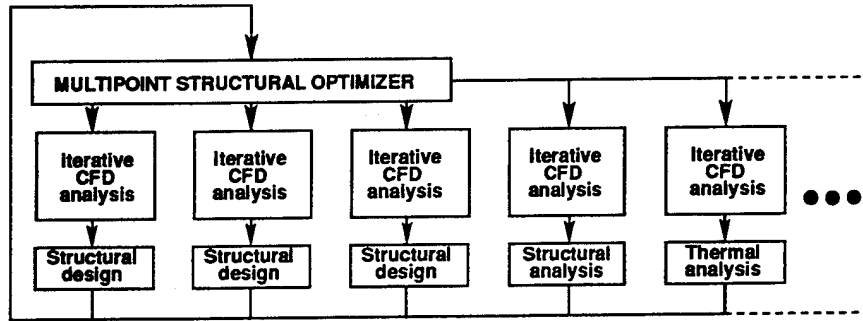 MULTIPOINT STRUCTURAL OPTIMIZER
Iterative
CFD
analysis
Iterative
CFD
analysis
Iterative
CFD
analysis
Iterative
CFD
analysis
Iterative
CFD
analysis
Structural
design
Structural
design
Structural
design
Structural
analysis
Thermal
analysis